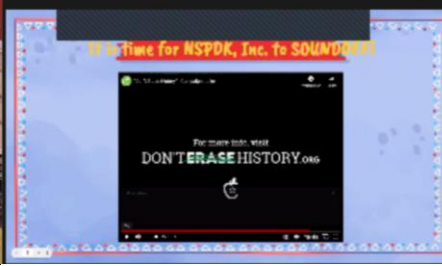 IT is time for NSPDK, Inc. to SOUNDOFF!
For more info, visit
DON'T ERASE HISTORY.ORG